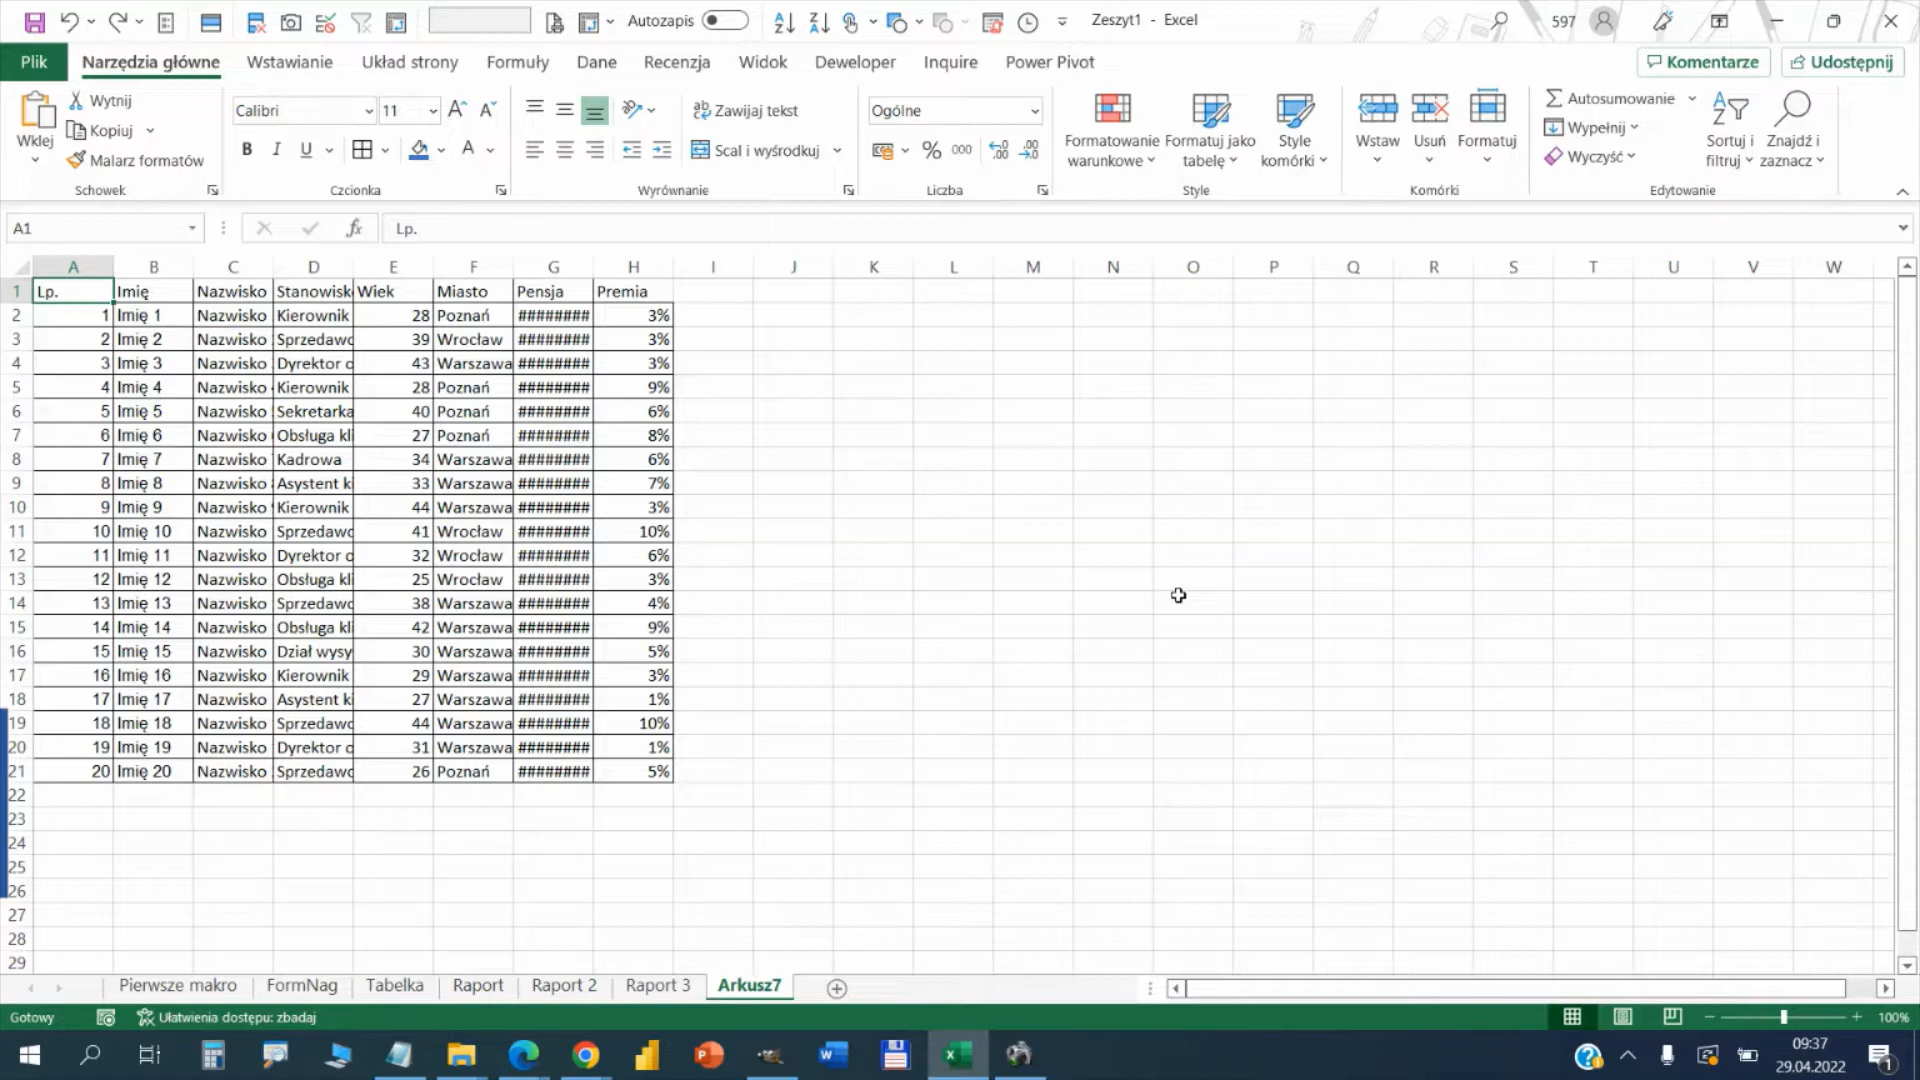 Autozapis
Zeszyt1 - Excel
597
Plik
Narzędzia główne
Wstawianie
Układ strony
Formuły
Dane
Recenzja
Widok
Deweloper
Inquire
Power Pivot
Komentarze
Udostępnij
Wklej
Wytnij
Kopiuj
Malarz formatów
Schowek
Calibri
11
B I U
Czcionka
Zawijaj tekst
Scal i wyśrodkuj
Wyrównanie
Ogólne
% 000
Liczba
Formatowanie warunkowe
Formatuj jako tabelę
Style komórki
Style
Wstaw
Usuń
Formatuj
Komórki
Autosumowanie
Wypełnij
Wyczyść
Sortuj i filtruj
Znajdź i zaznacz
Edytowanie
A1
fx
Lp.
A B C D E F G H I J K L M N O P Q R S T U V W
1 Lp. Imię Nazwisko Stanowisk Wiek Miasto Pensja Premia
2 1 Imię 1 Nazwisko Kierownik 28 Poznań ######## 3%
3 2 Imię 2 Nazwisko Sprzedawc 39 Wrocław ######## 3%
4 3 Imię 3 Nazwisko Dyrektor o 43 Warszawa ######## 3%
5 4 Imię 4 Nazwisko Kierownik 28 Poznań ######## 9%
6 5 Imię 5 Nazwisko Sekretarka 40 Poznań ######## 6%
7 6 Imię 6 Nazwisko Obsługa kli 27 Poznań ######## 8%
8 7 Imię 7 Nazwisko Kadrowa 34 Warszawa ######## 6%
9 8 Imię 8 Nazwisko Asystent ki 33 Warszawa ######## 7%
10 9 Imię 9 Nazwisko Kierownik 44 Warszawa ######## 3%
11 10 Imię 10 Nazwisko Sprzedawc 41 Wrocław ######## 10%
12 11 Imię 11 Nazwisko Dyrektor o 32 Wrocław ######## 6%
13 12 Imię 12 Nazwisko Obsługa kli 25 Wrocław ######## 3%
14 13 Imię 13 Nazwisko Sprzedawc 38 Warszawa ######## 4%
15 14 Imię 14 Nazwisko Obsługa kli 42 Warszawa ######## 9%
16 15 Imię 15 Nazwisko Dział wysy 30 Warszawa ######## 5%
17 16 Imię 16 Nazwisko Kierownik 29 Warszawa ######## 3%
18 17 Imię 17 Nazwisko Asystent ki 27 Warszawa ######## 1%
19 18 Imię 18 Nazwisko Sprzedawc 44 Warszawa ######## 10%
20 19 Imię 19 Nazwisko Dyrektor o 31 Warszawa ######## 1%
21 20 Imię 20 Nazwisko Sprzedawc 26 Poznań ######## 5%
22
23
24
25
26
27
28
29
Pierwsze makro
FormNag
Tabelka
Raport
Raport 2
Raport 3
Arkusz7
Gotowy
Ułatwienia dostępu: zbadaj
100%
09:37
29.04.2022
1